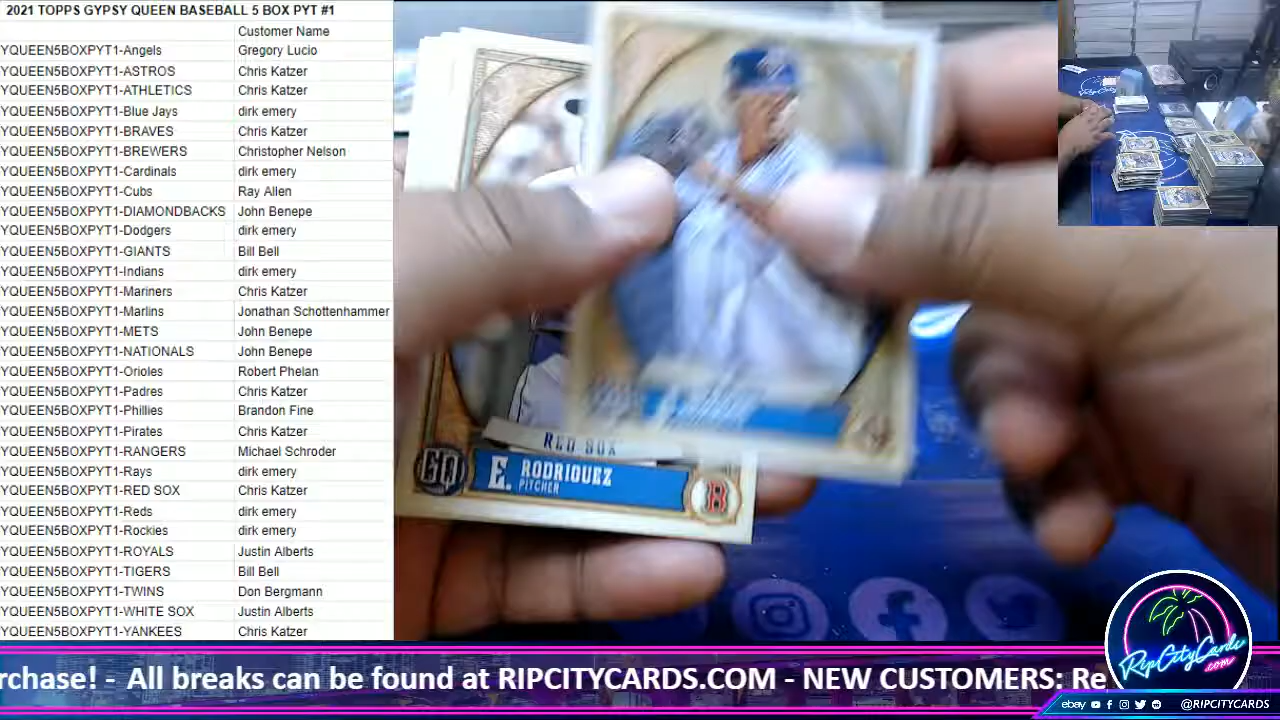 2021 TOPPS GYPSY QUEEN BASEBALL 5 BOX PYT #1
Customer Name
YQUEEN5BOXPYT1-Angels Gregory Lucio
YQUEEN5BOXPYT1-ASTROS Chris Katzer
YQUEEN5BOXPYT1-ATHLETICS Chris Katzer
YQUEEN5BOXPYT1-Blue Jays dirk emery
YQUEEN5BOXPYT1-BRAVES Chris Katzer
YQUEEN5BOXPYT1-BREWERS Christopher Nelson
YQUEEN5BOXPYT1-Cardinals dirk emery
YQUEEN5BOXPYT1-Cubs Ray Allen
YQUEEN5BOXPYT1-DIAMONDBACKS John Benepe
YQUEEN5BOXPYT1-Dodgers dirk emery
YQUEEN5BOXPYT1-GIANTS Bill Bell
YQUEEN5BOXPYT1-Indians dirk emery
YQUEEN5BOXPYT1-Mariners Chris Katzer
YQUEEN5BOXPYT1-Marlins Jonathan Schottenhammer
YQUEEN5BOXPYT1-METS John Benepe
YQUEEN5BOXPYT1-NATIONALS John Benepe
YQUEEN5BOXPYT1-Orioles Robert Phelan
YQUEEN5BOXPYT1-Padres Chris Katzer
YQUEEN5BOXPYT1-Phillies Brandon Fine
YQUEEN5BOXPYT1-Pirates Chris Katzer
YQUEEN5BOXPYT1-RANGERS Michael Schroder
YQUEEN5BOXPYT1-Rays dirk emery
YQUEEN5BOXPYT1-RED SOX Chris Katzer
YQUEEN5BOXPYT1-Reds dirk emery
YQUEEN5BOXPYT1-Rockies dirk emery
YQUEEN5BOXPYT1-ROYALS Justin Alberts
YQUEEN5BOXPYT1-TIGERS Bill Bell
YQUEEN5BOXPYT1-TWINS Don Bergmann
YQUEEN5BOXPYT1-WHITE SOX Justin Alberts
YQUEEN5BOXPYT1-YANKEES Chris Katzer
RED SOX
GQ E. RODRIGUEZ B
PITCHER
RipCityCards
.com
rchase! - All breaks can be found at RIPCITYCARDS.COM - NEW CUSTOMERS: Re
ebay @RIPCITYCARDS